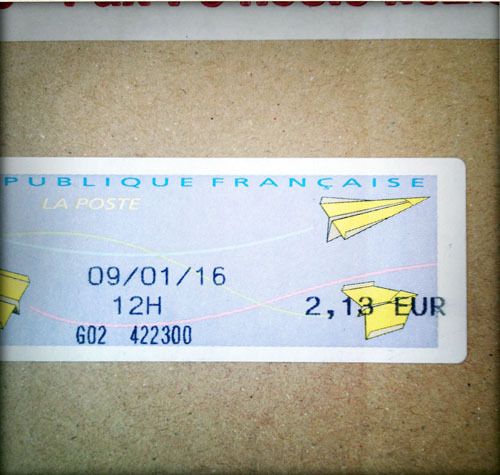 PUBLIQUE FRANÇAISE
LA POSTE
09/01/16
12H
2,13 EUR
G02 422300